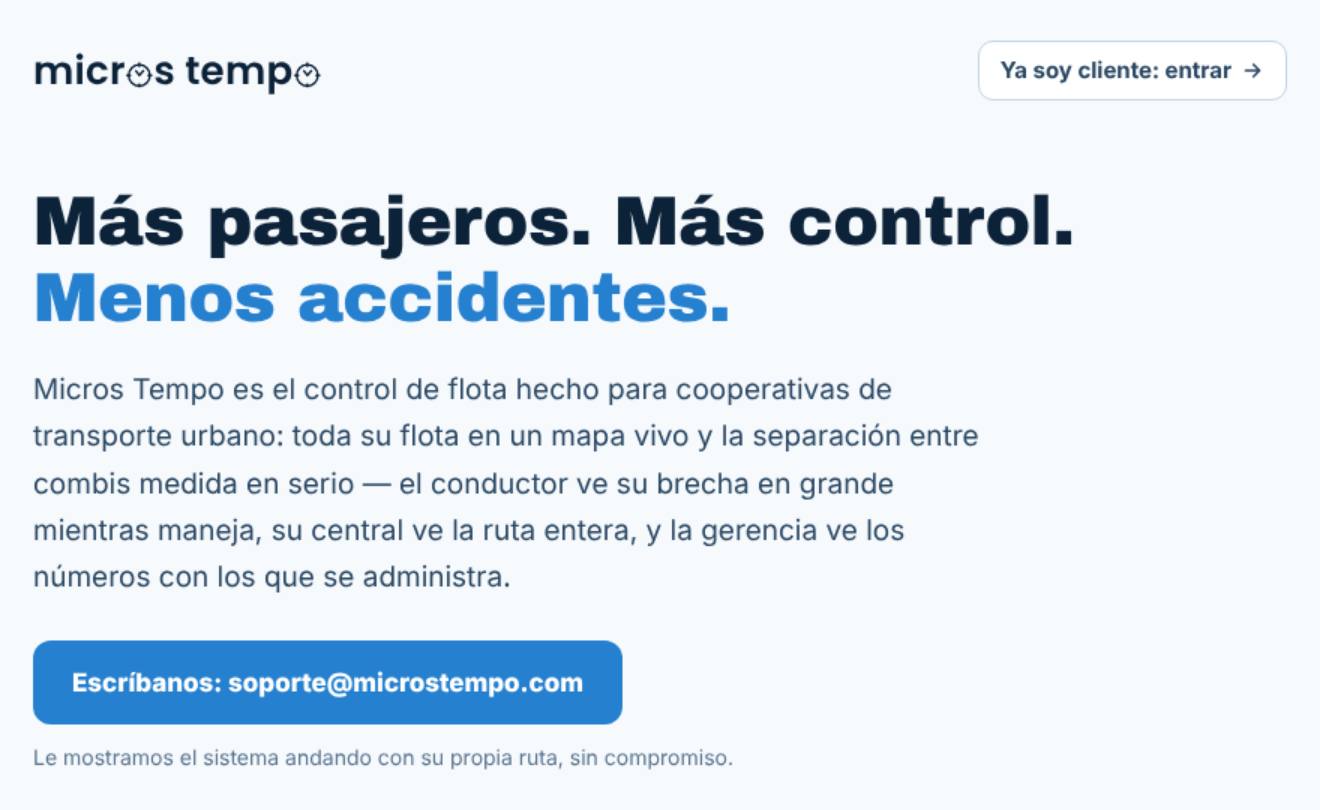 micros tempo
Ya soy cliente: entrar →
Más pasajeros. Más control.
Menos accidentes.
Micros Tempo es el control de flota hecho para cooperativas de
transporte urbano: toda su flota en un mapa vivo y la separación entre
combis medida en serio — el conductor ve su brecha en grande
mientras maneja, su central ve la ruta entera, y la gerencia ve los
números con los que se administra.
Escríbanos: soporte@microstempo.com
Le mostramos el sistema andando con su propia ruta, sin compromiso.